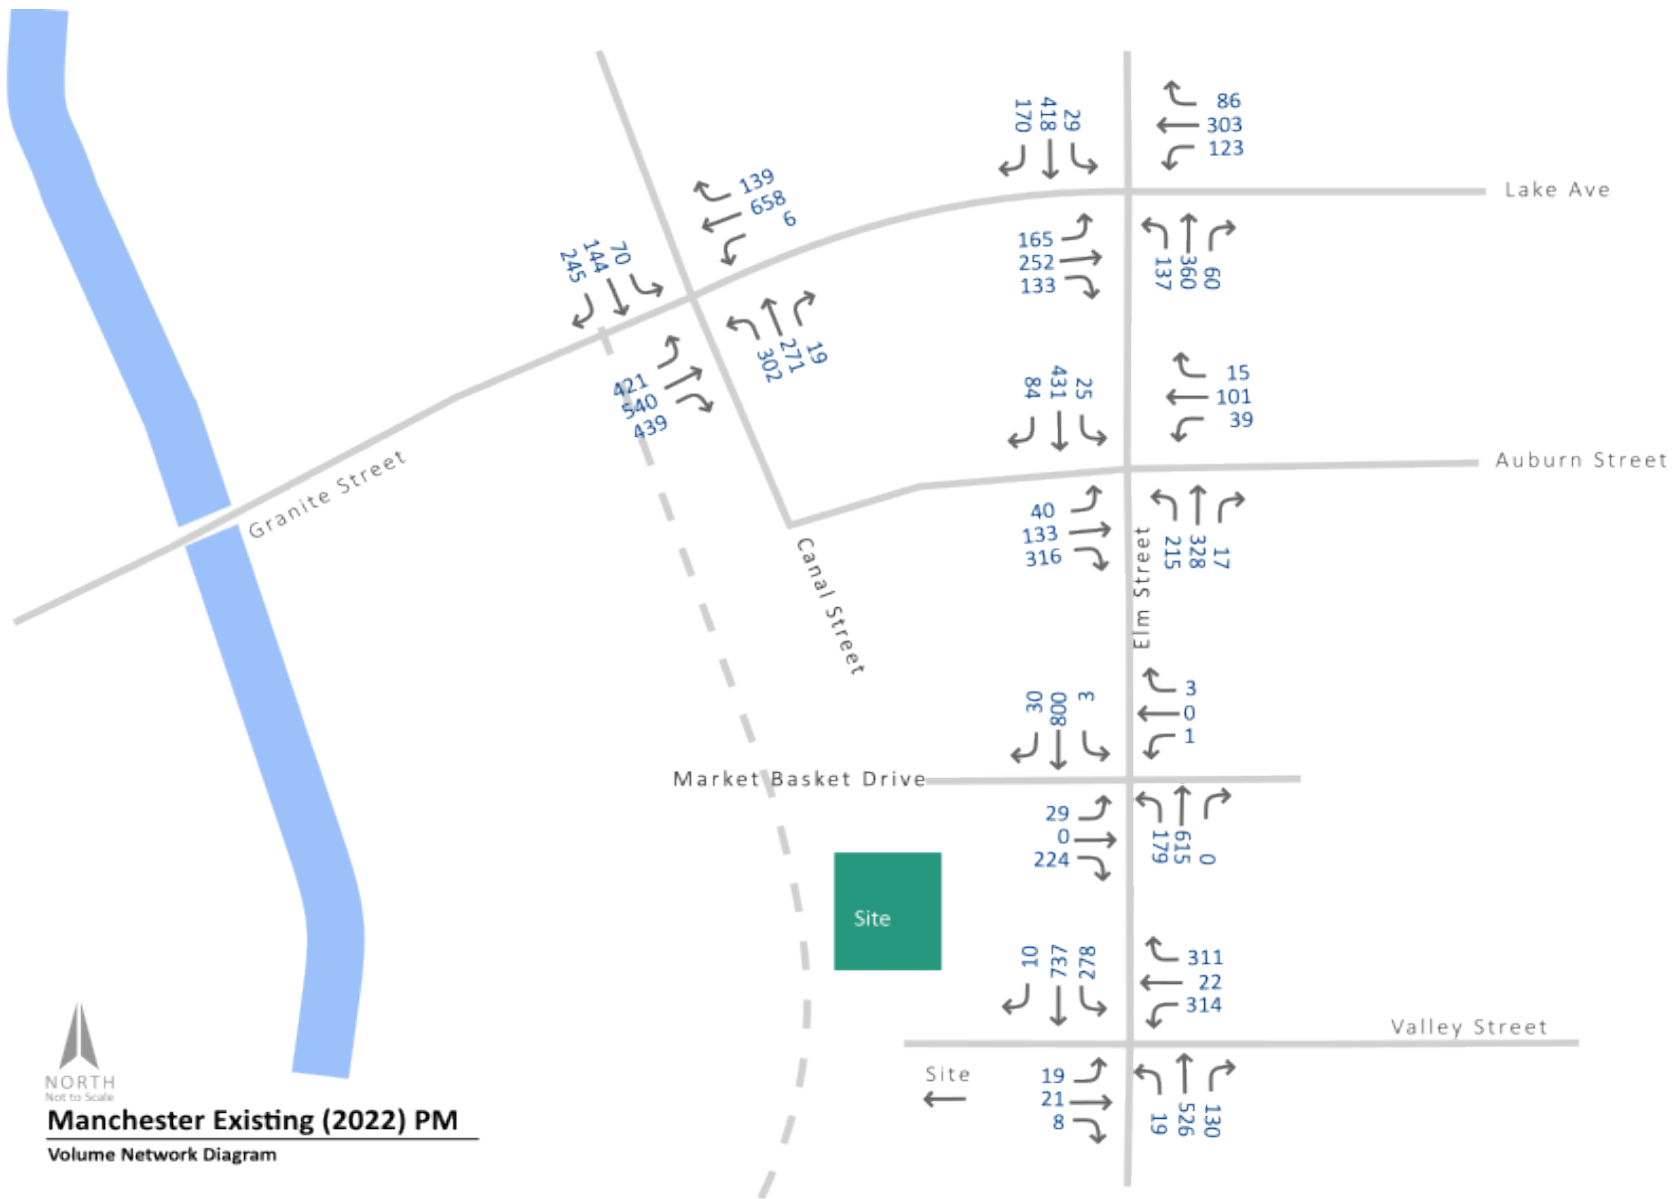 170 418 29
86
303
123
Lake Ave
165
252
133
137 360 60
139
658
6
245 144 70
421
540
439
302 271 19
Granite Street
84 431 25
15
101
39
Auburn Street
40
133
316
215 328 17
Canal Street
Elm Street
30 800 3
3
0
1
Market Basket Drive
29
0
224
179 615 0
Site
10 737 278
311
22
314
Valley Street
Site
19
21
8
19 526 130
NORTH
Not to Scale
Manchester Existing (2022) PM
Volume Network Diagram